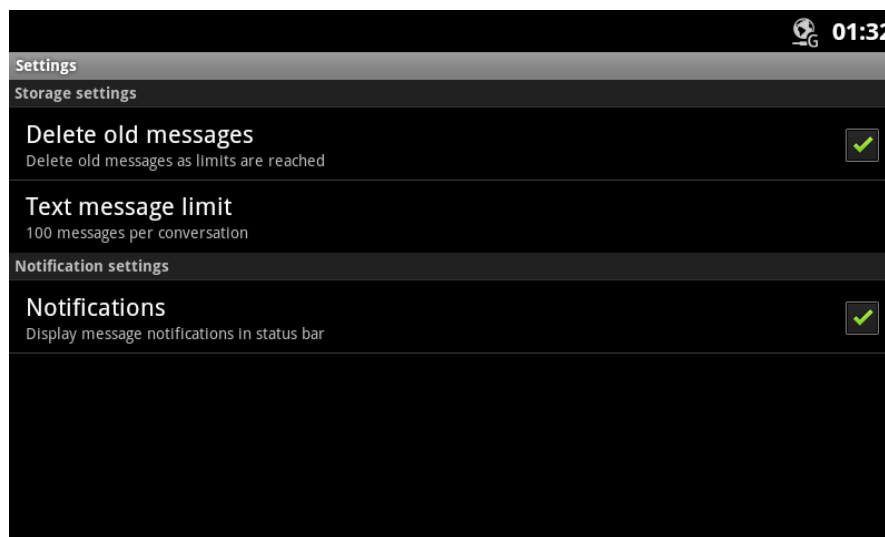 G 01:32
Settings
Storage settings
Delete old messages
Delete old messages as limits are reached
Text message limit
100 messages per conversation
Notification settings
Notifications
Display message notifications in status bar